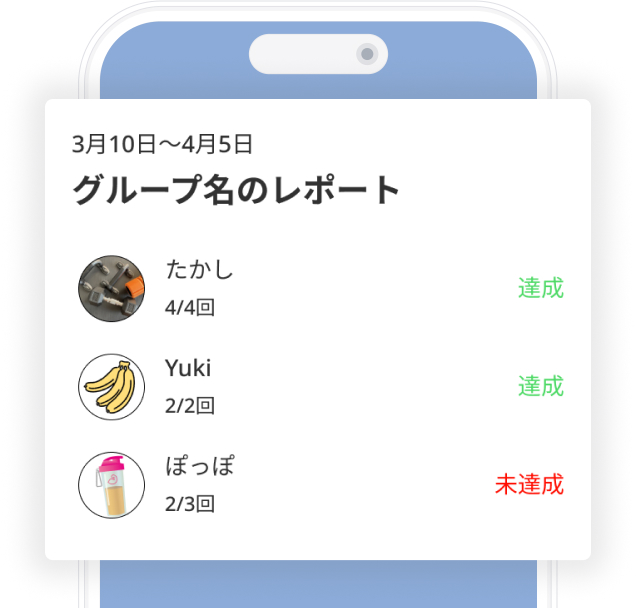 3月10日〜4月5日
グループ名のレポート
たかし
4/4回
達成
Yuki
2/2回
達成
ぽっぽ
2/3回
未達成